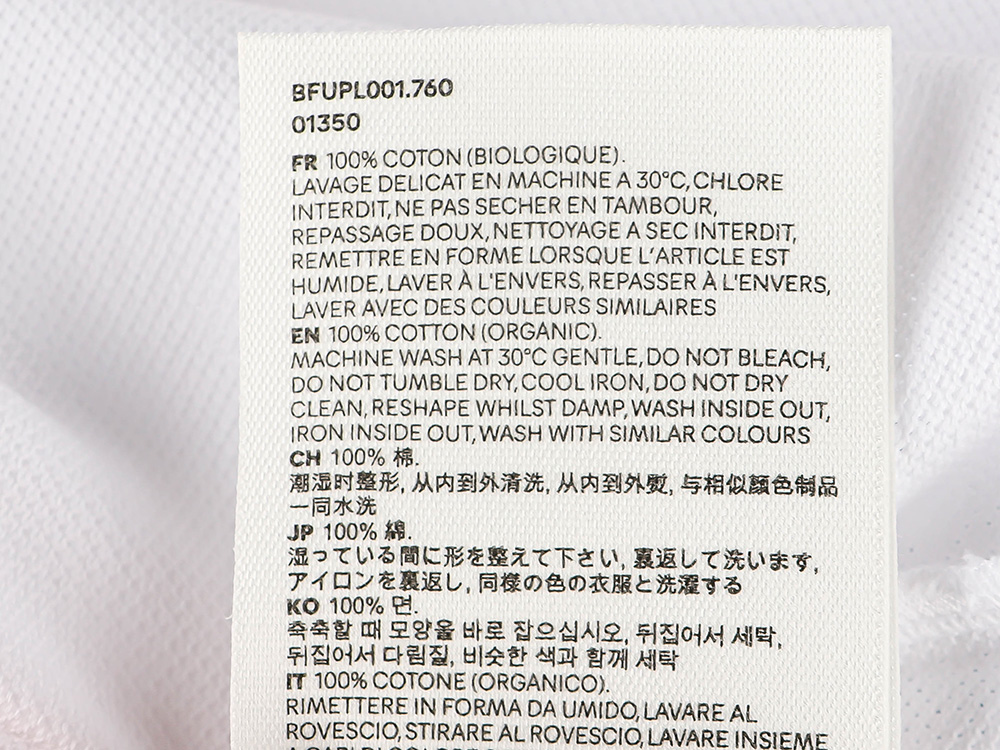 BFUPL001.760
01350
FR 100% COTON (BIOLOGIQUE).
LAVAGE DELICAT EN MACHINE A 30°C, CHLORE
INTERDIT, NE PAS SECHER EN TAMBOUR,
REPASSAGE DOUX, NETTOYAGE A SEC INTERDIT,
REMETTRE EN FORME LORSQUE L'ARTICLE EST
HUMIDE, LAVER À L'ENVERS, REPASSER À L'ENVERS,
LAVER AVEC DES COULEURS SIMILAIRES
EN 100% COTTON (ORGANIC).
MACHINE WASH AT 30°C GENTLE, DO NOT BLEACH,
DO NOT TUMBLE DRY, COOL IRON, DO NOT DRY
CLEAN, RESHAPE WHILST DAMP, WASH INSIDE OUT,
IRON INSIDE OUT, WASH WITH SIMILAR COLOURS
CH 100% 棉.
潮湿时整形, 从内到外清洗, 从内到外熨, 与相似颜色制品
一同水洗
JP 100% 綿.
湿っている間に形を整えて下さい, 裏返して洗います,
アイロンを裏返し, 同様の色の衣服と洗濯する
KO 100% 면.
축축할 때 모양을 바로 잡으십시오, 뒤집어서 세탁,
뒤집어서 다림질, 비슷한 색과 함께 세탁
IT 100% COTONE (ORGANICO).
RIMETTERE IN FORMA DA UMIDO, LAVARE AL
ROVESCIO, STIRARE AL ROVESCIO, LAVARE INSIEME